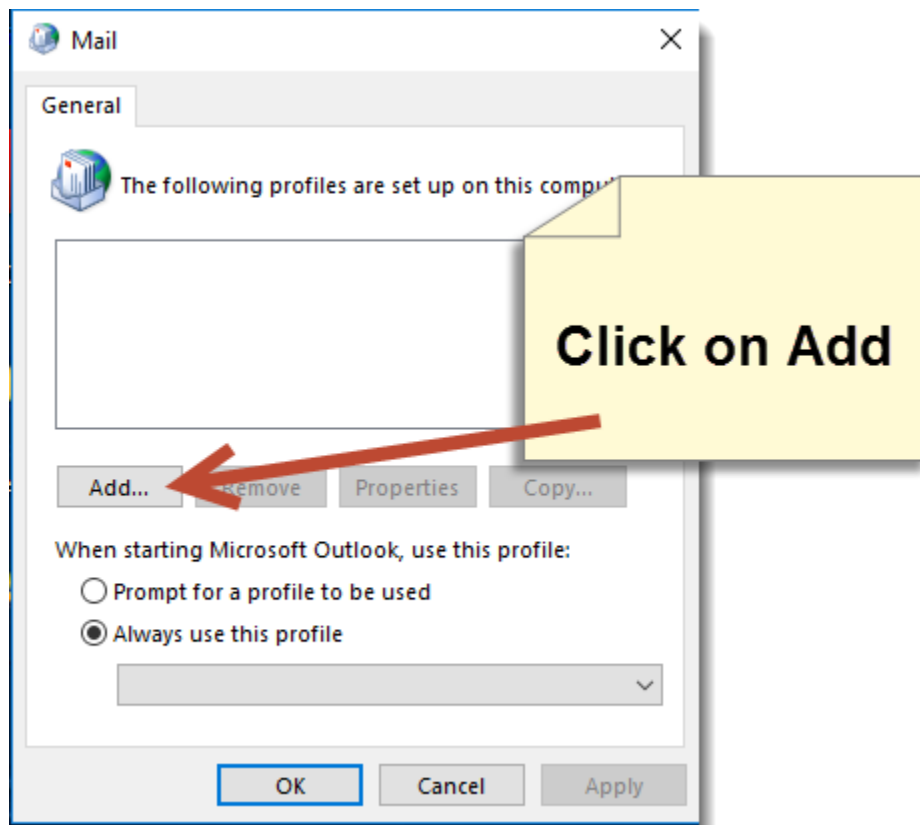 Mail
General
The following profiles are set up on this
Click on Add
Add...
Remove
Properties
Copy...
When starting Microsoft Outlook, use this profile:
Prompt for a profile to be used
Always use this profile
OK
Cancel
Apply